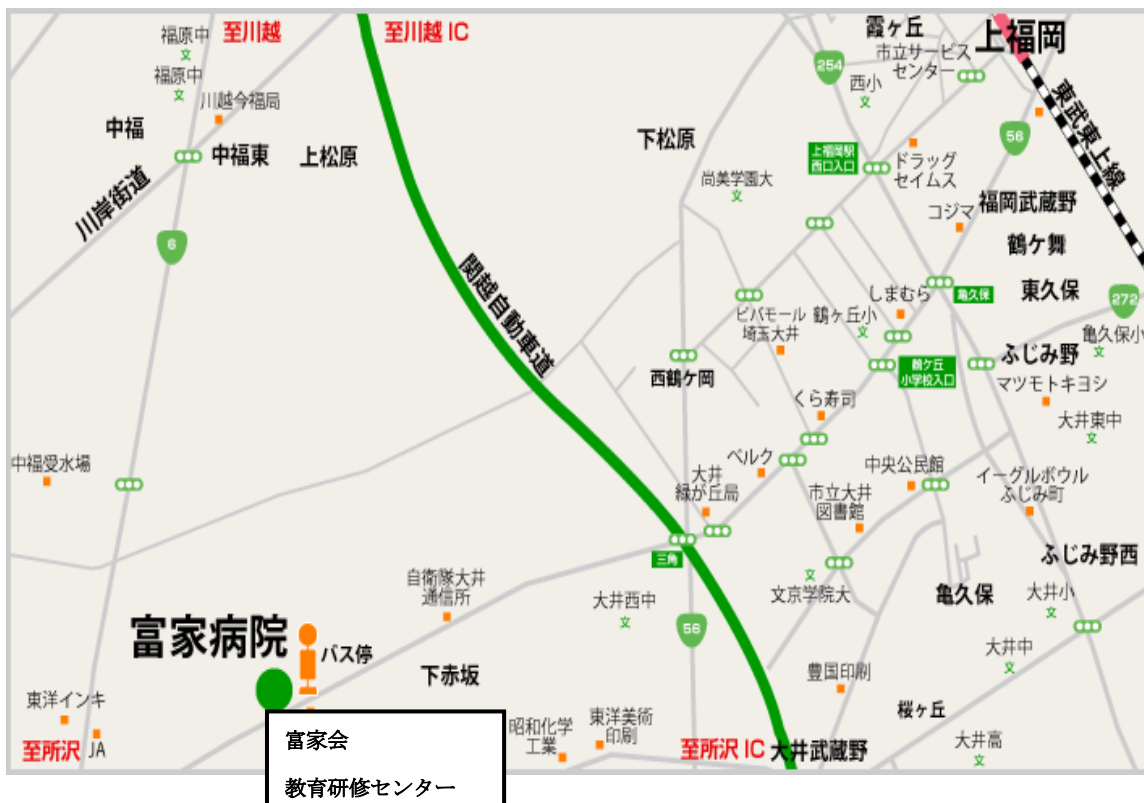 福原中
至川越
至川越 IC
霞ヶ丘
上福岡
市立サービス
センター
254
西小
福原中
川越今福局
東武東上線
56
中福
中福東
上松原
下松原
上福岡駅
西口入口
ドラッグ
セイムス
尚美学園大
川岸街道
コジマ
福岡武蔵野
6
鶴ケ舞
関越自動車道
しまむら
亀久保
東久保
272
ビバモール
埼玉大井
鶴ヶ丘小
亀久保小
ふじみ野
西鶴ケ岡
鶴ケ丘
小学校入口
マツモトキヨシ
くら寿司
大井東中
中福受水場
ベルク
大井
緑が丘局
中央公民館
イーグルボウル
ふじみ町
市立大井
図書館
三角
ふじみ野西
自衛隊大井
通信所
大井西中
文京学院大
亀久保
大井小
富家病院
バス停
56
大井中
下赤坂
豊国印刷
東洋インキ
桜ヶ丘
至所沢
JA
昭和化学
工業
東洋美術
印刷
至所沢 IC
大井武蔵野
大井高
富家会
教育研修センター
文
文
文
文
文
文
文
文
文
文
文
文